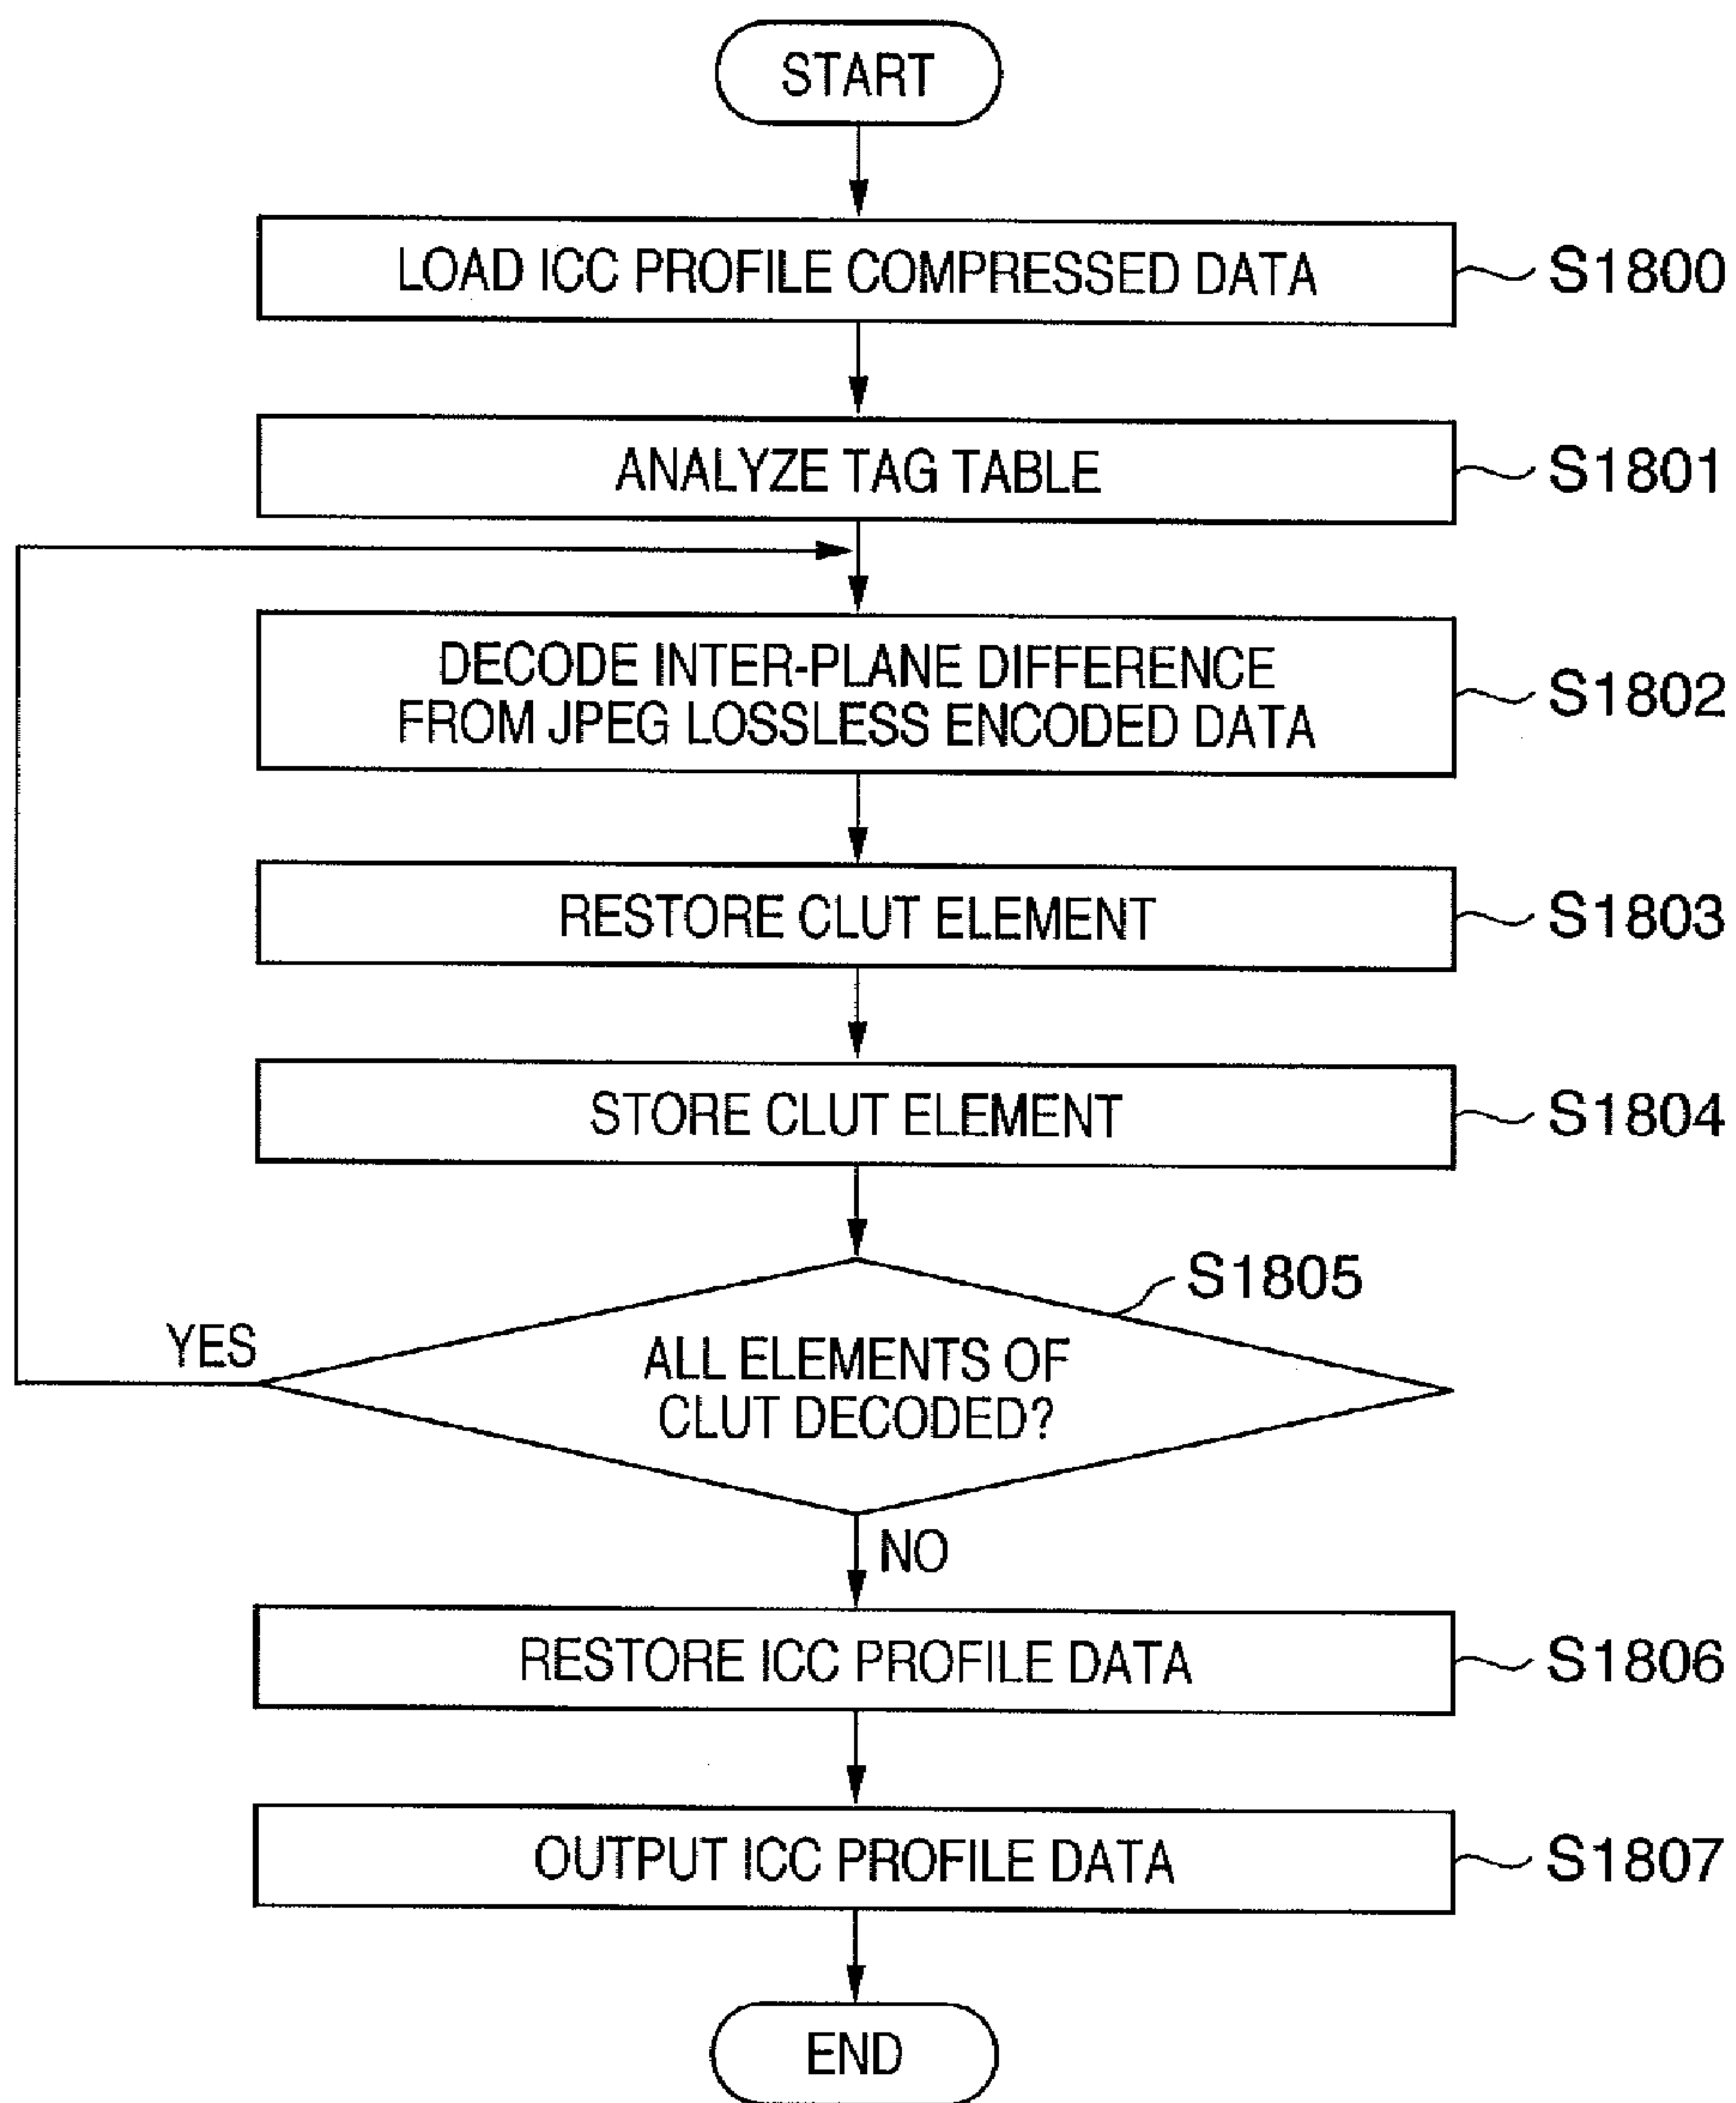 START
LOAD ICC PROFILE COMPRESSED DATA
S1800
ANALYZE TAG TABLE
S1801
DECODE INTER-PLANE DIFFERENCE
FROM JPEG LOSSLESS ENCODED DATA
S1802
RESTORE CLUT ELEMENT
S1803
STORE CLUT ELEMENT
S1804
S1805
YES
ALL ELEMENTS OF
CLUT DECODED?
NO
RESTORE ICC PROFILE DATA
S1806
OUTPUT ICC PROFILE DATA
S1807
END